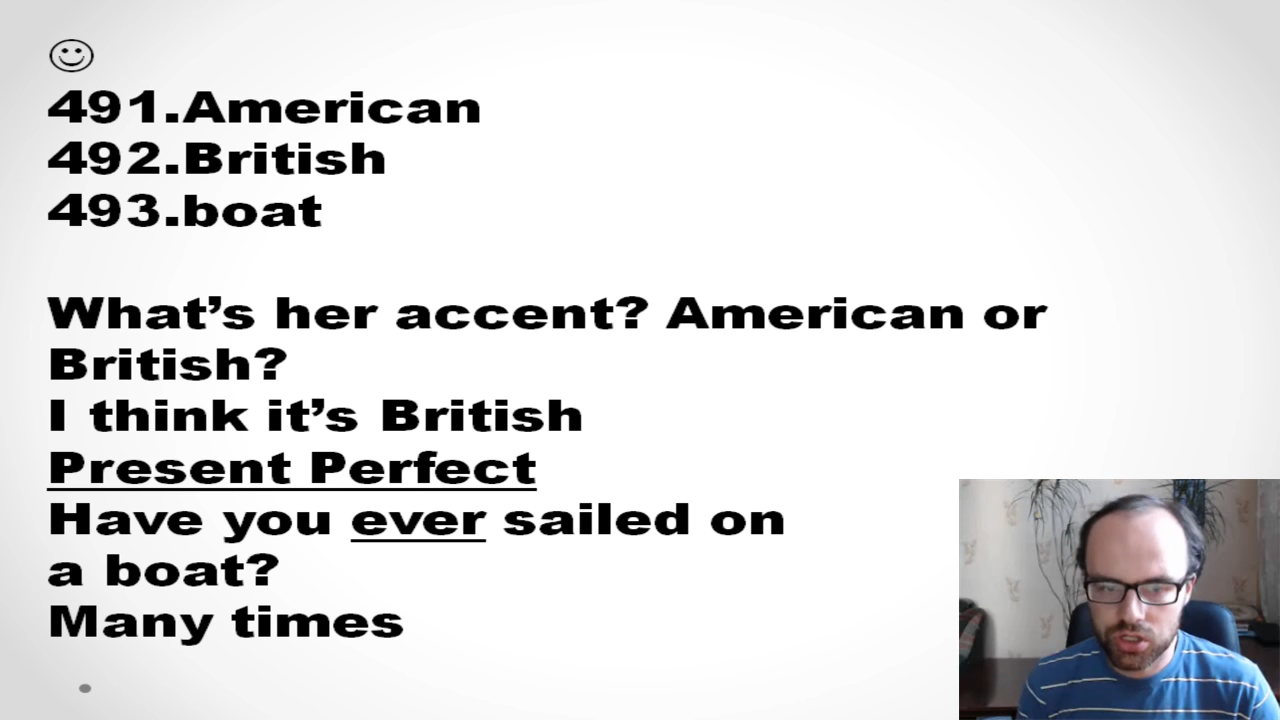 ☺
491.American
492.British
493.boat
What’s her accent? American or
British?
I think it’s British
Present Perfect
Have you ever sailed on
a boat?
Many times